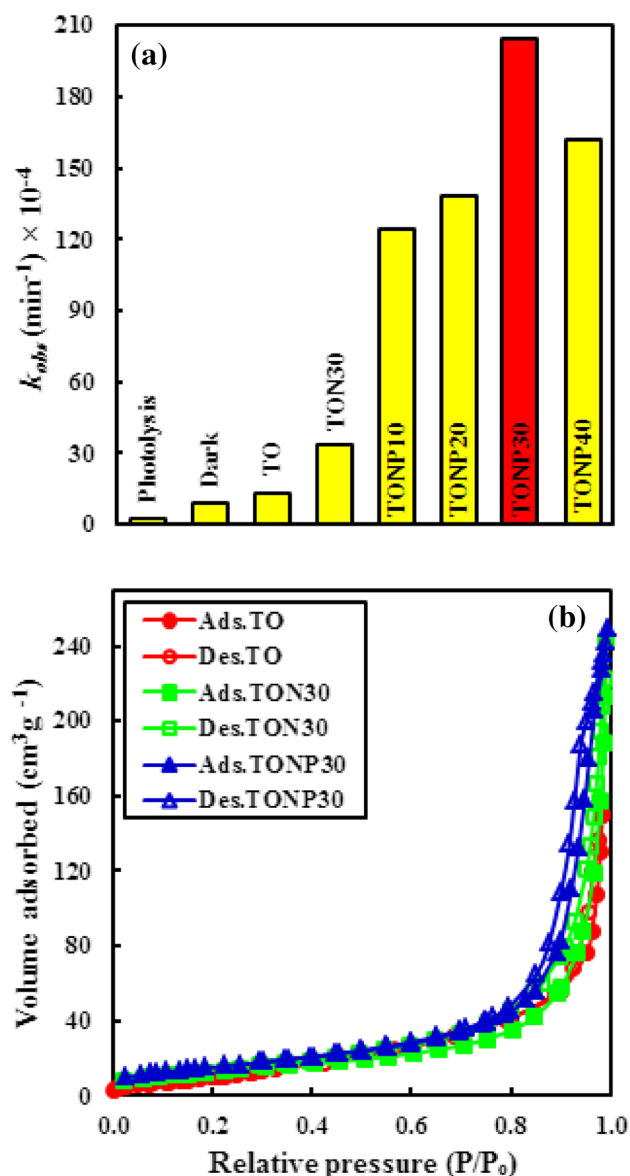 210
(a)
180
150
120
90
60
30
0
k_obs (min⁻¹) × 10⁻⁴
Photolysis
Dark
TO
TON30
TONP10
TONP20
TONP30
TONP40
(b)
Ads.TO
Des.TO
Ads.TON30
Des.TON30
Ads.TONP30
Des.TONP30
240
200
160
120
80
40
0
Volume adsorbed (cm³g ⁻¹)
0.0 0.2 0.4 0.6 0.8 1.0
Relative pressure (P/P₀)